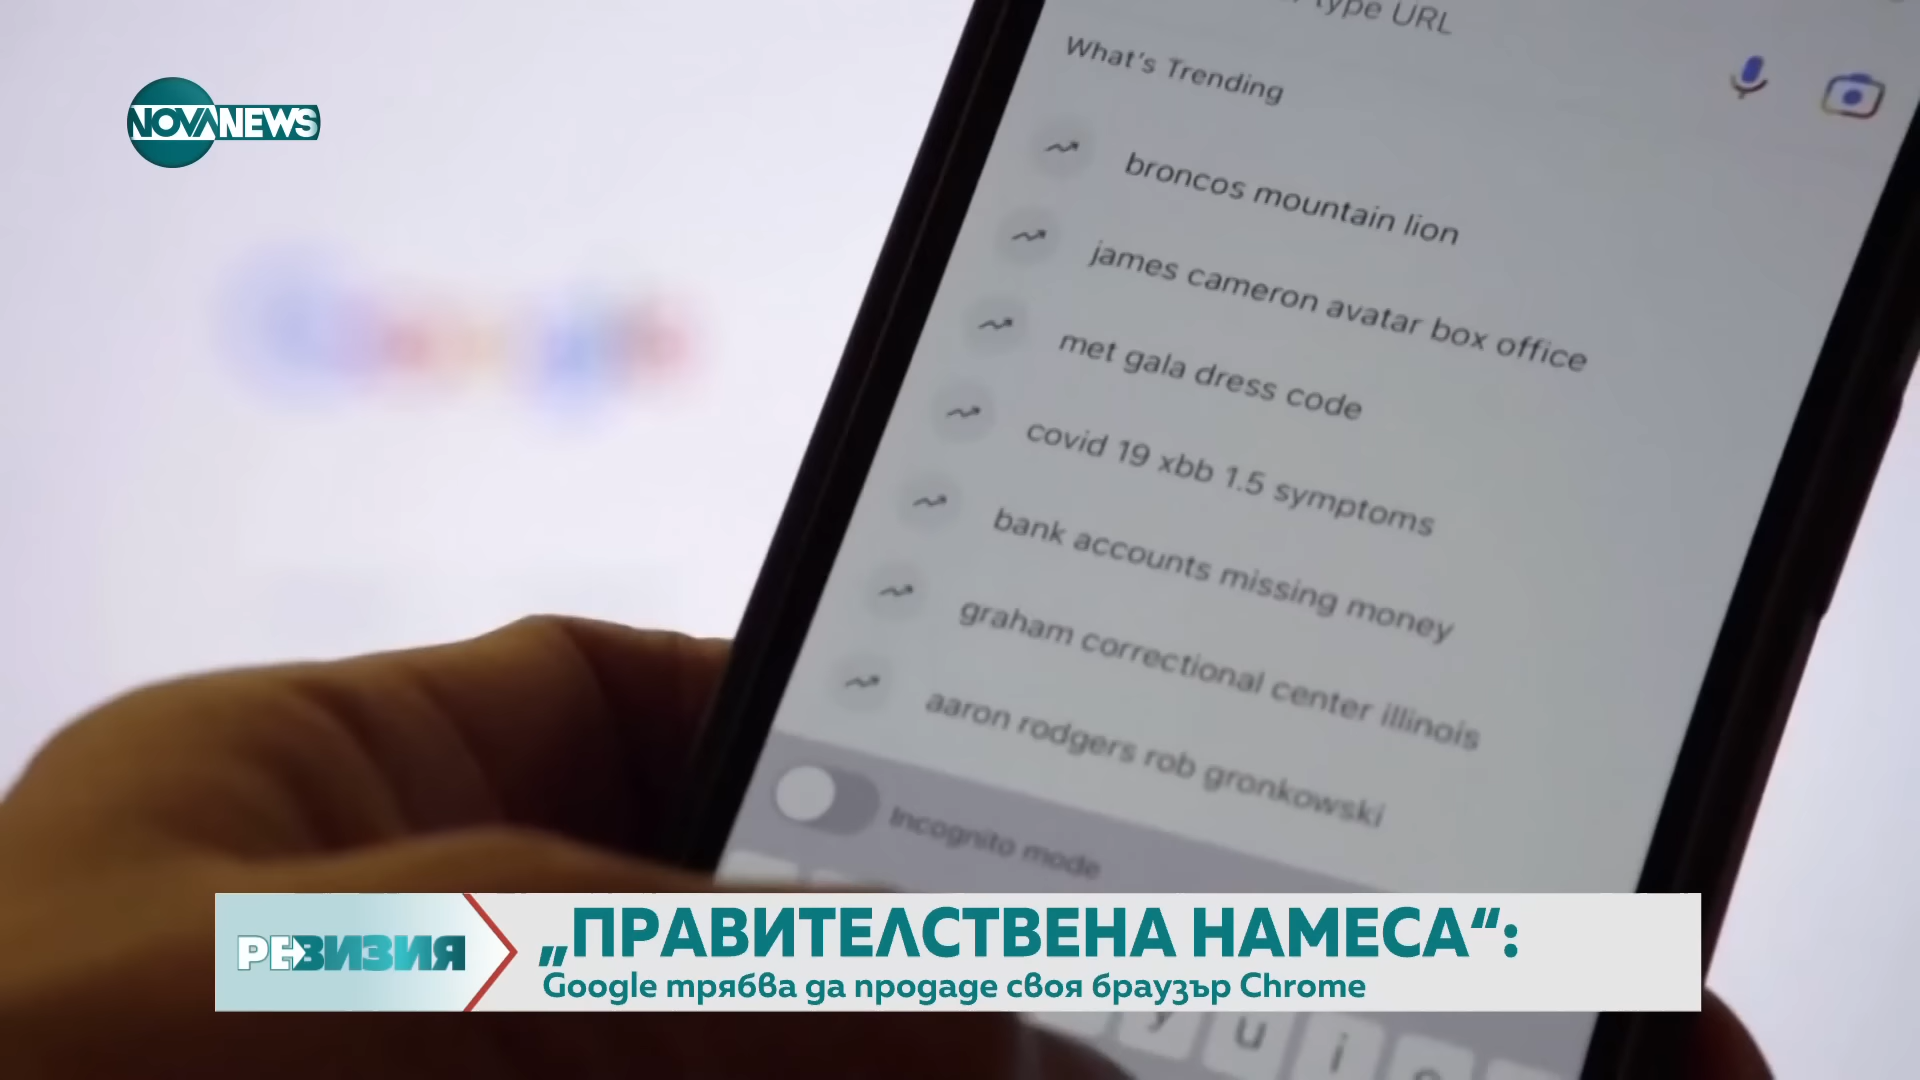 type URL
What's Trending
NOVANEWS
broncos mountain lion
james cameron avatar box office
met gala dress code
covid 19 xbb 1.5 symptoms
bank accounts missing money
graham correctional center illinois
aaron rodgers rob gronkowski
Incognito mode
РЕВИЗИЯ
„ПРАВИТЕЛСТВЕНА НАМЕСА“:
Google трябва да продаде своя браузър Chrome
y u i